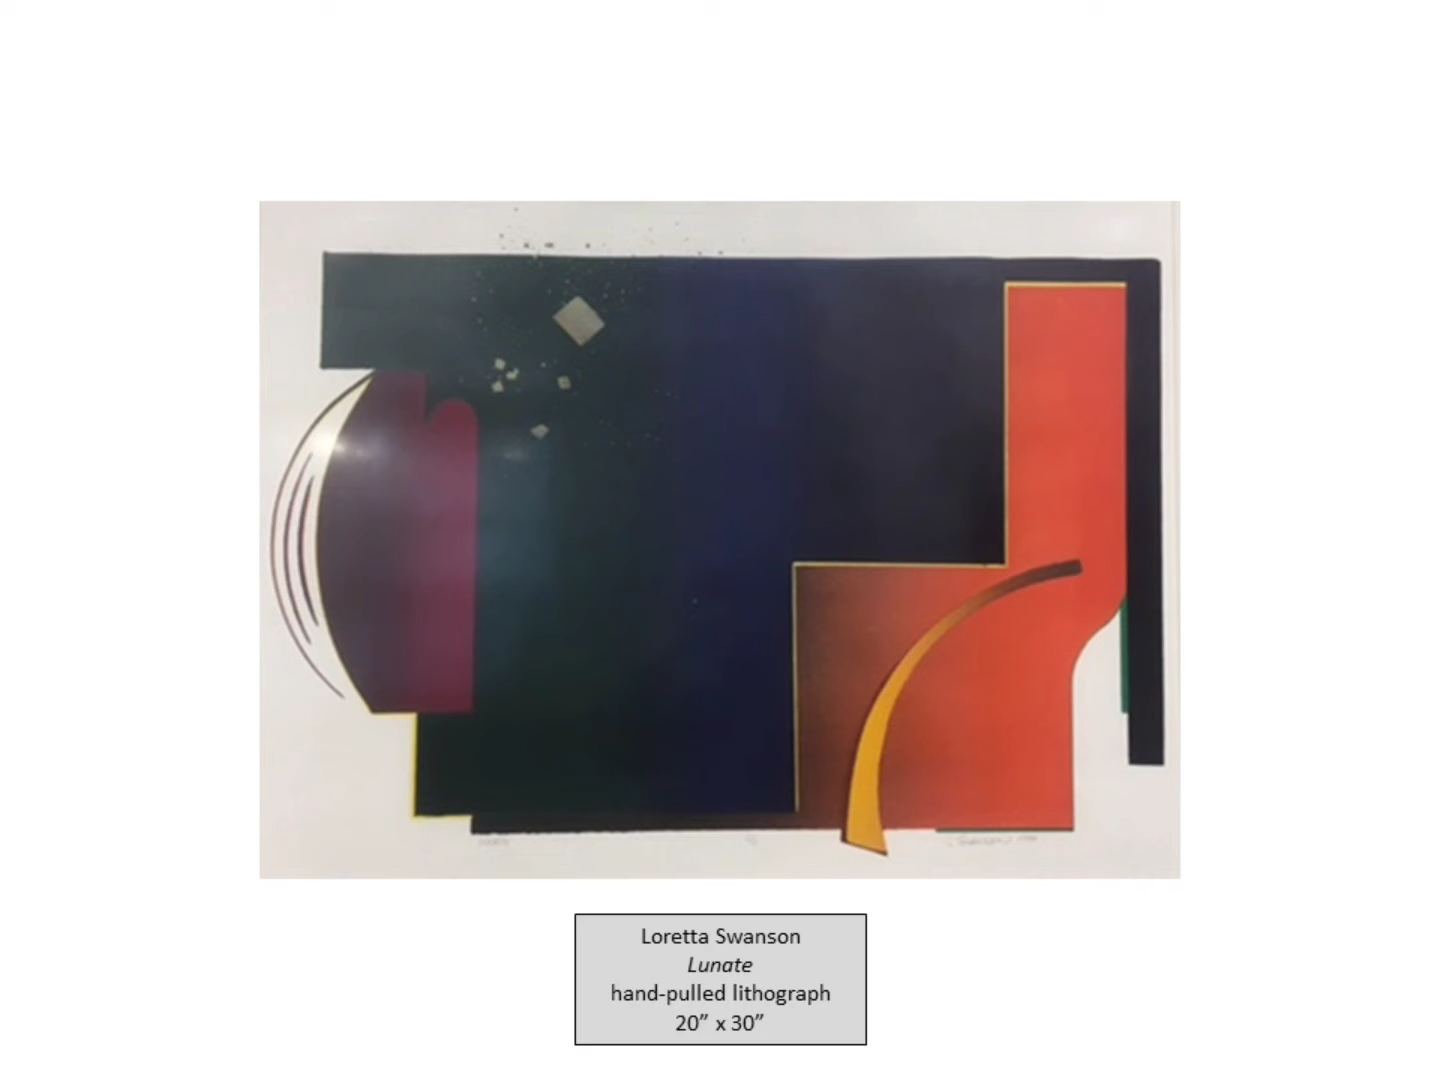 Loretta Swanson
Lunate
hand-pulled lithograph
20” x 30”